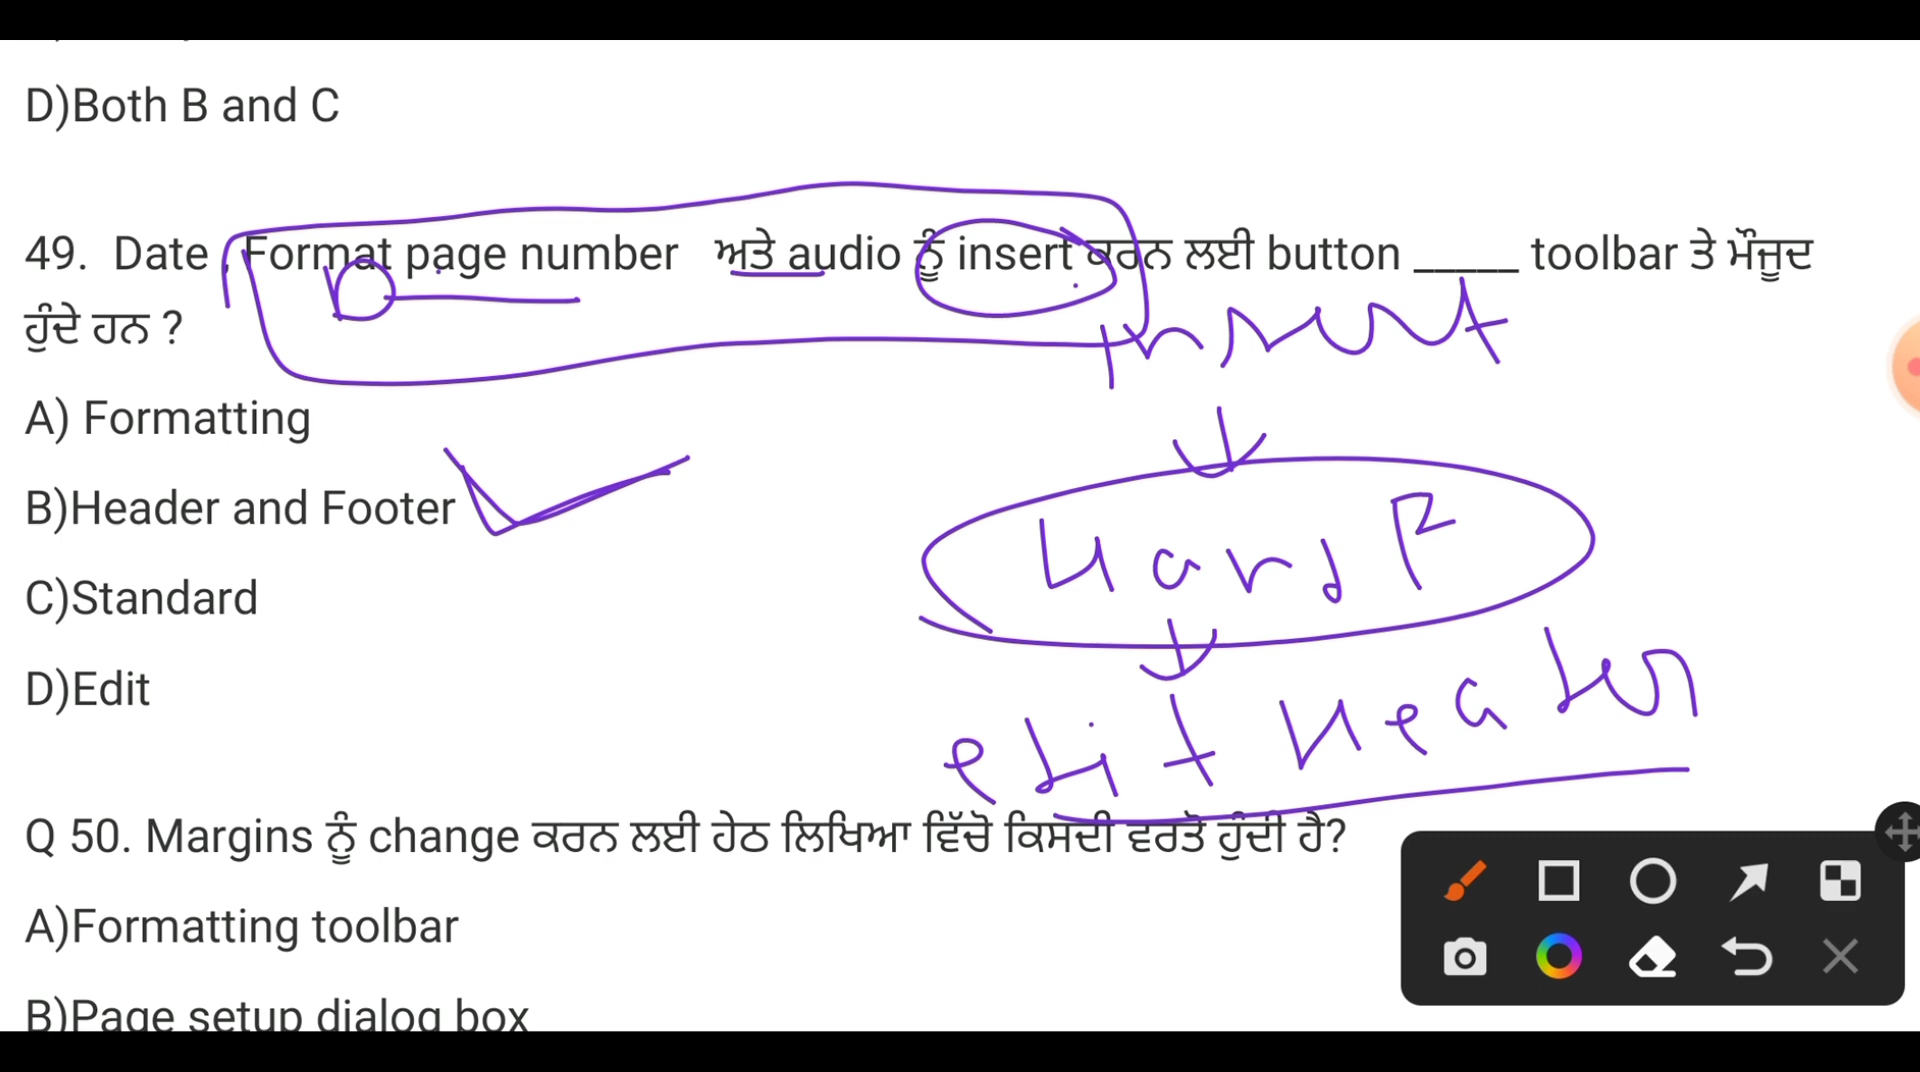 D)Both B and C
49. Date , Format page number ਅਤੇ audio ਨੂੰ insert ਕਰਨ ਲਈ button _____ toolbar ਤੇ ਮੌਜੂਦ
ਹੁੰਦੇ ਹਨ ?
Insert
A) Formatting
B)Header and Footer
H and F
C)Standard
D)Edit
edit Header
Q 50. Margins ਨੂੰ change ਕਰਨ ਲਈ ਹੇਠ ਲਿਖਿਆ ਵਿੱਚੋ ਕਿਸਦੀ ਵਰਤੋ ਹੁੰਦੀ ਹੈ?
A)Formatting toolbar
B)Page setup dialog box